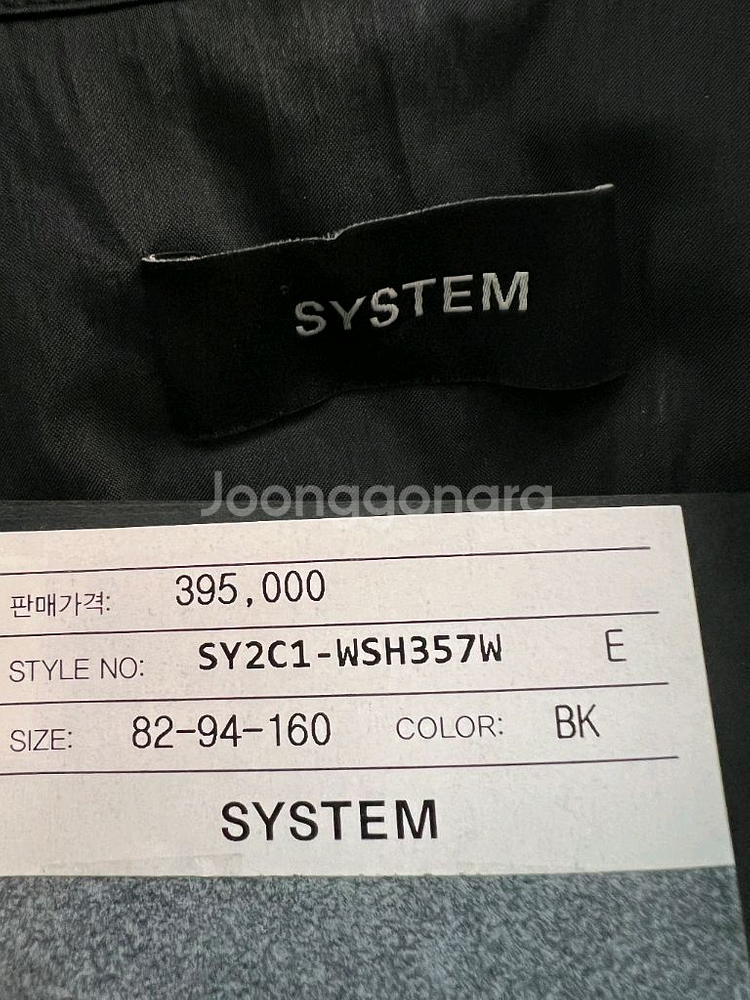 SYSTEM
Joonggonara
판매가격: 395,000
STYLE NO: SY2C1-WSH357W E
SIZE: 82-94-160 COLOR: BK
SYSTEM